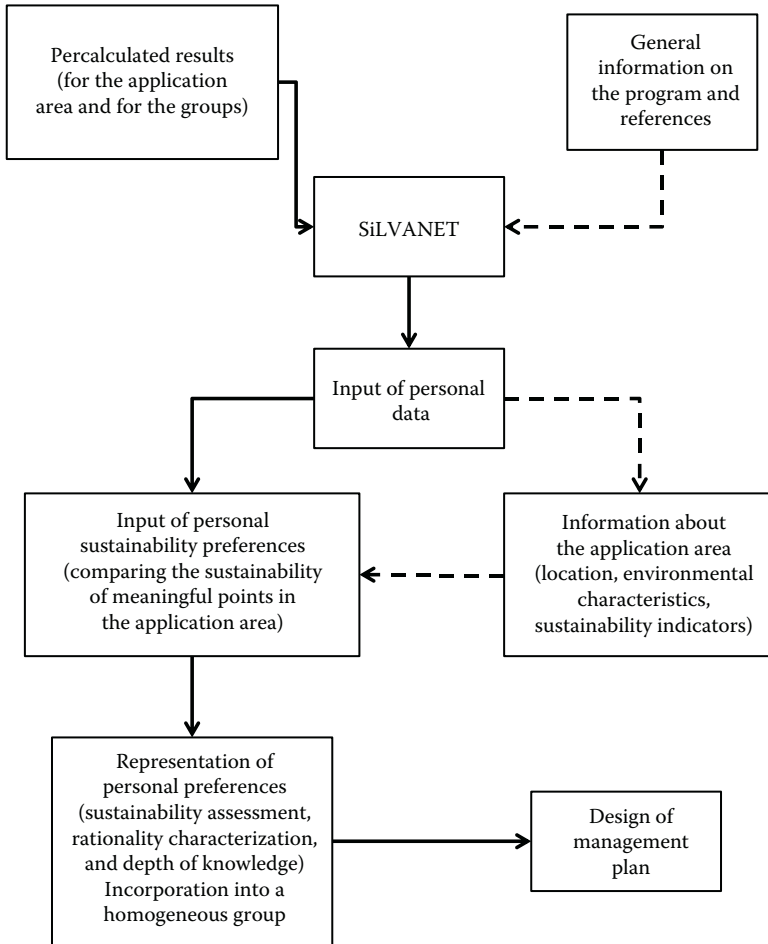 Percalculated results
(for the application
area and for the groups)
General
information on
the program and
references
SiLVANET
Input of personal
data
Input of personal
sustainability preferences
(comparing the sustainability
of meaningful points in
the application area)
Information about
the application area
(location, environmental
characteristics,
sustainability indicators)
Representation of
personal preferences
(sustainability assessment,
rationality characterization,
and depth of knowledge)
Incorporation into a
homogeneous group
Design of
management
plan